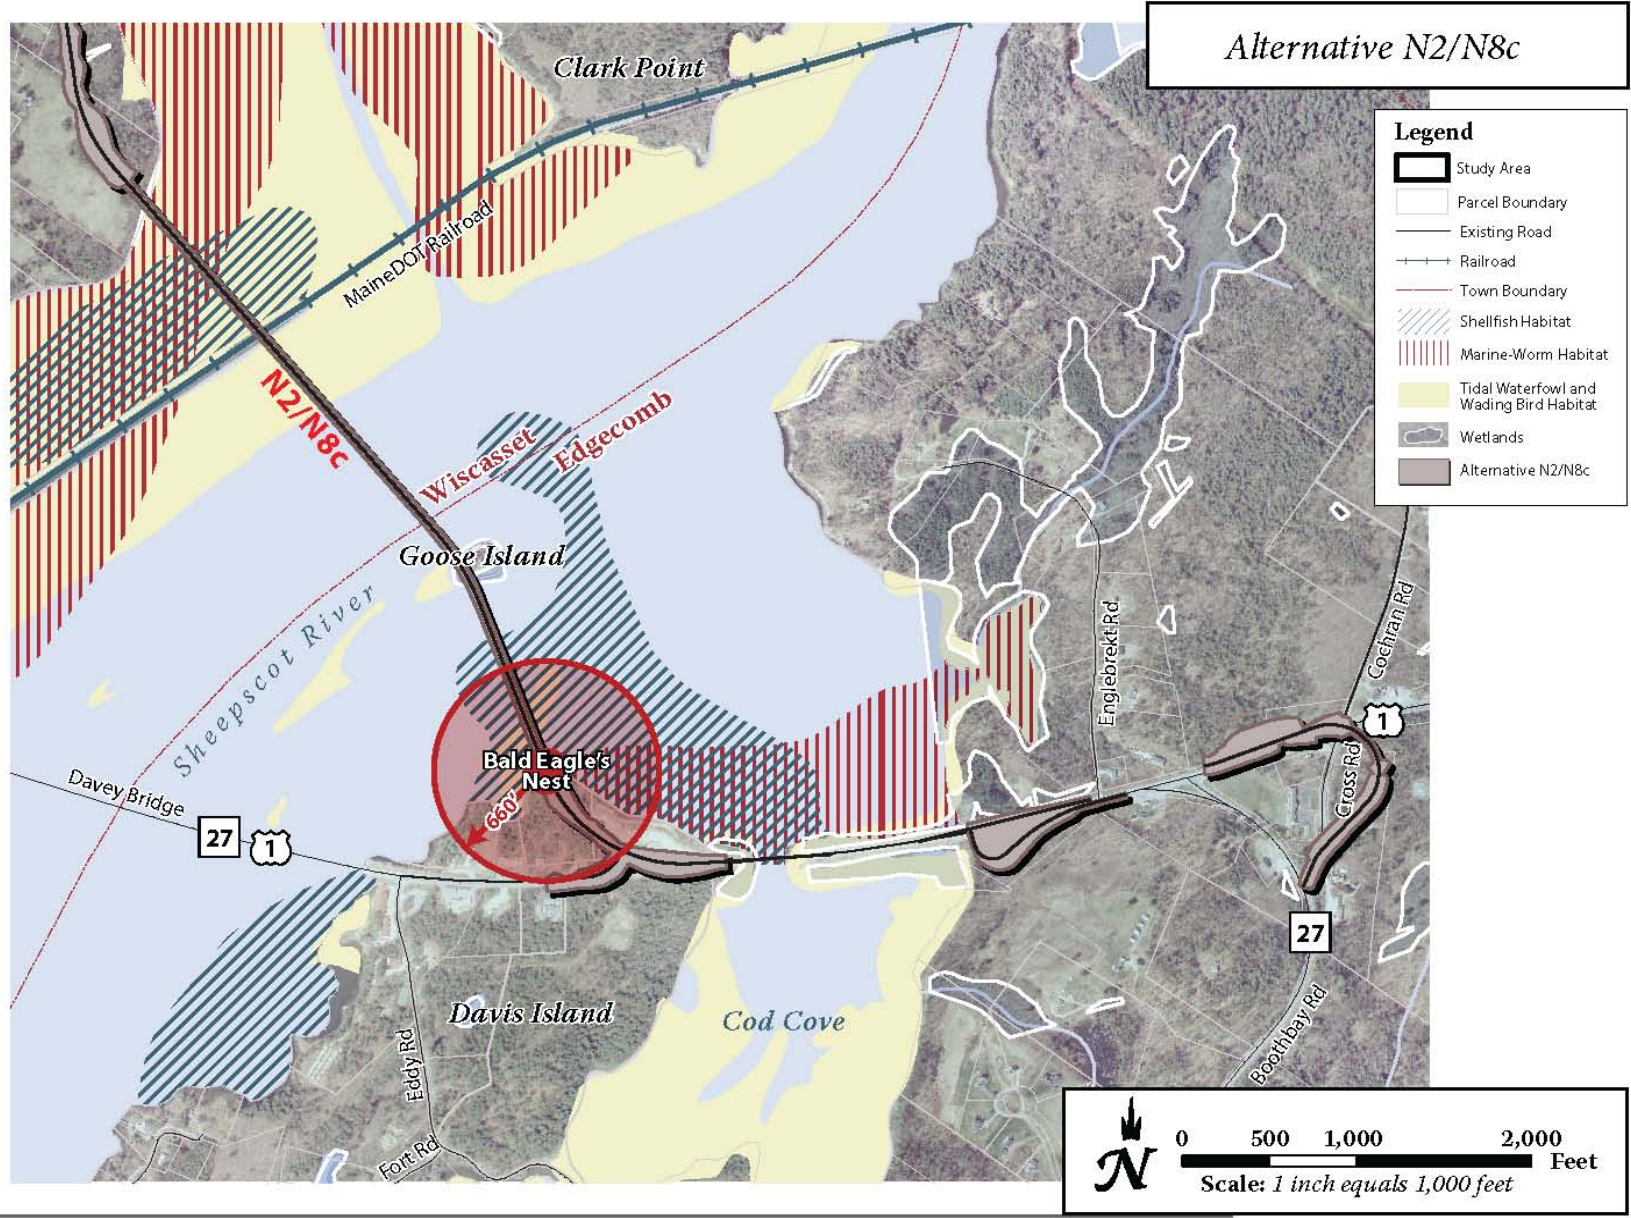 Alternative N2/N8c
Clark Point
Legend
Study Area
Parcel Boundary
Existing Road
Railroad
Town Boundary
Shellfish Habitat
Marine-Worm Habitat
Tidal Waterfowl and
Wading Bird Habitat
Wetlands
Alternative N2/N8c
MaineDOT Railroad
N2/N8c
Wiscasset
Edgecomb
Goose Island
Sheepscot River
Englebrekt Rd
Cochran Rd
1
Cross Rd
Bald Eagle's
Nest
660'
Davey Bridge
27
1
27
Davis Island
Cod Cove
Eddy Rd
Boothbay Rd
Fort Rd
N
0 500 1,000 2,000
Feet
Scale: 1 inch equals 1,000 feet